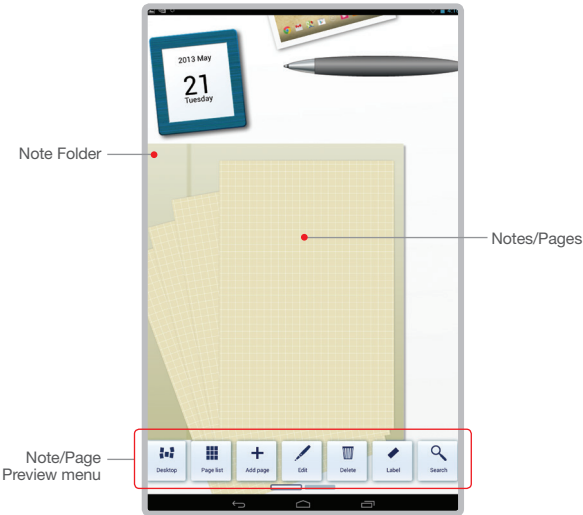 2013 May
21
Tuesday
Note Folder
Notes/Pages
Note/Page
Preview menu
Desktop
Page list
Add page
Edit
Delete
Label
Search